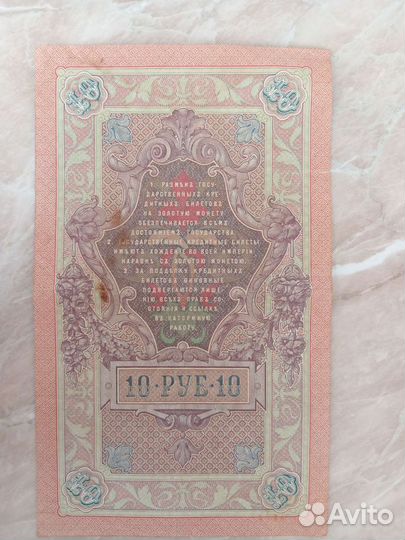 1. РАЗМѢНЪ ГОСУ-
ДАРСТВЕННЫХЪ КРЕ-
ДИТНЫХЪ БИЛЕТОВЪ
НА ЗОЛОТУЮ МОНЕТУ
ОБЕЗПЕЧИВАЕТСЯ ВСѢМЪ
ДОСТОЯНІЕМЪ ГОСУДАРСТВА.
2. ГОСУДАРСТВЕННЫЕ КРЕДИТНЫЕ БИЛЕТЫ
ИМѢЮТЪ ХОЖДЕНІЕ ВО ВСЕЙ ИМПЕРІИ
НАРАВНѢ СЪ ЗОЛОТОЮ МОНЕТОЮ.
3. ЗА ПОДДѢЛКУ КРЕДИТНЫХЪ
БИЛЕТОВЪ ВИНОВНЫЕ
ПОДВЕРГАЮТСЯ ЛИШЕ-
НІЮ ВСѢХЪ ПРАВЪ СО-
СТОЯНІЯ И ССЫЛКѢ
ВЪ КАТОРЖНУЮ
РАБОТУ.
10·РУБ·10
Avito